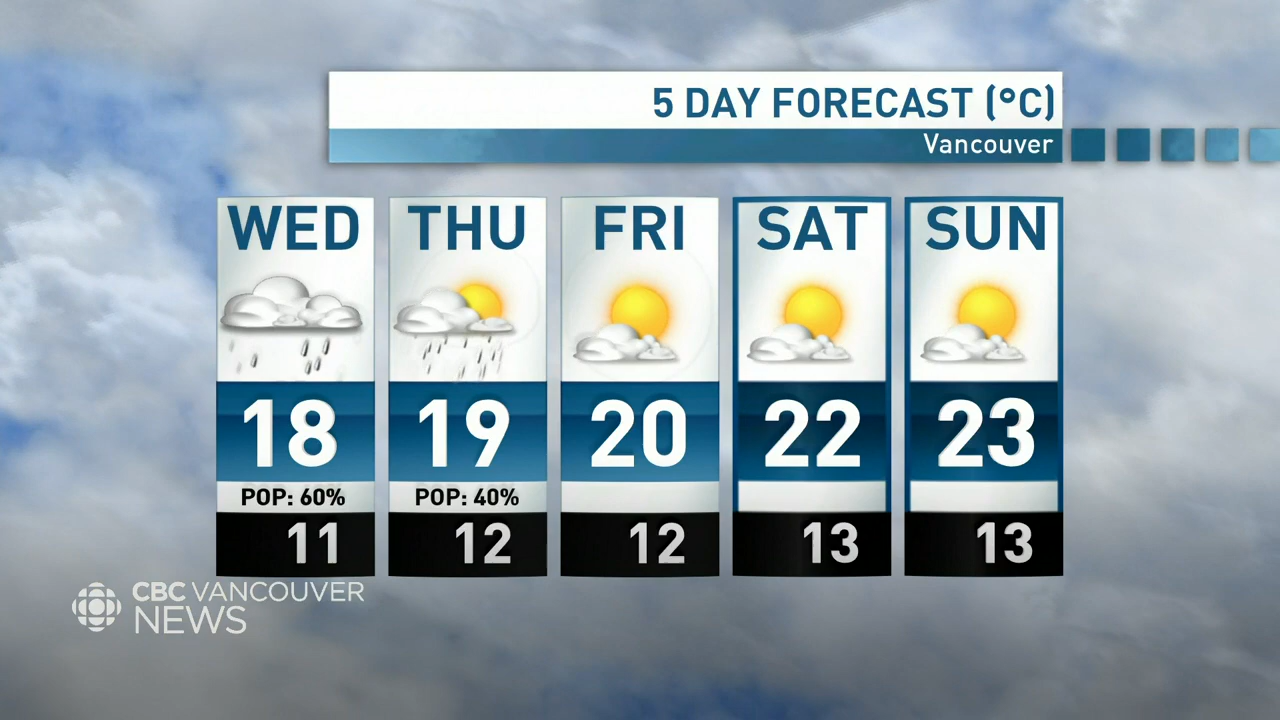 5 DAY FORECAST (°C)
Vancouver
WED THU FRI SAT SUN
18 19 20 22 23
POP: 60% POP: 40%
11 12 12 13 13
CBC VANCOUVER
NEWS